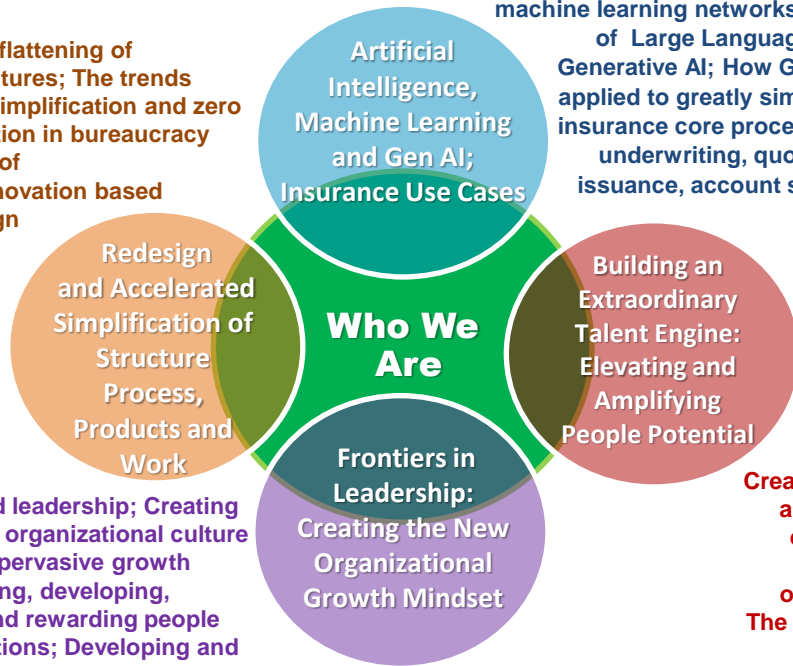 flattening of
tures; The trends
implification and zero
tion in bureaucracy
of
novation based
gn
machine learning networks
of Large Languag
Generative AI; How G
applied to greatly sim
insurance core proce
underwriting, quo
issuance, account s
Artificial
Intelligence,
Machine Learning
and Gen AI;
Insurance Use Cases
Redesign
and Accelerated
Simplification of
Structure
Process,
Products and
Work
Who We
Are
Building an
Extraordinary
Talent Engine:
Elevating and
Amplifying
People Potential
Frontiers in
Leadership:
Creating the New
Organizational
Growth Mindset
d leadership; Creating
organizational culture
pervasive growth
ing, developing,
nd rewarding people
tions; Developing and
Crea
a
o
The